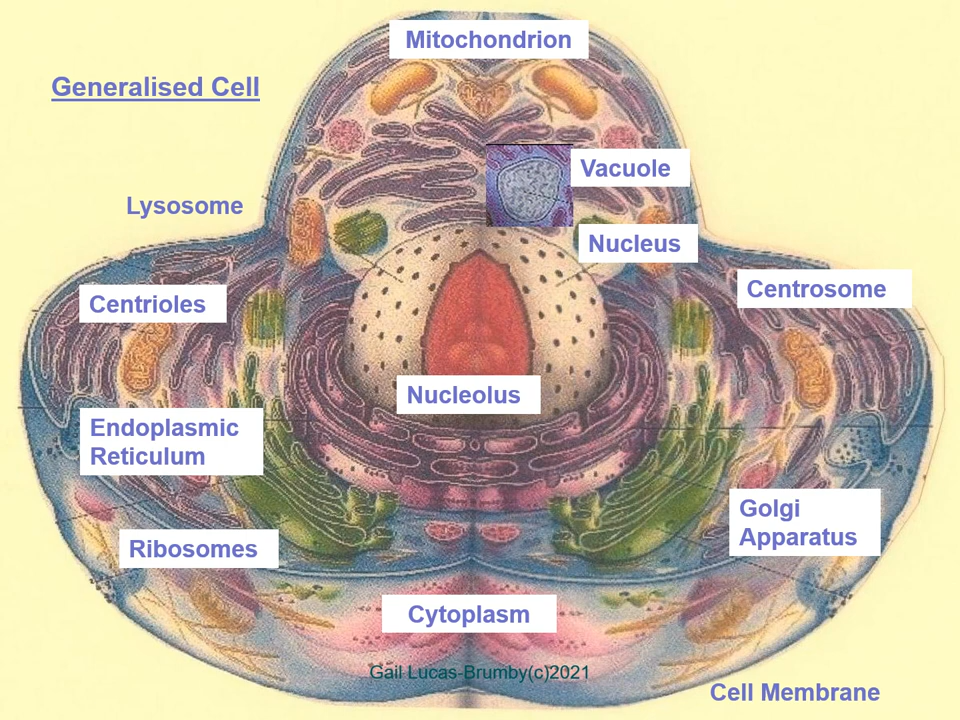 Mitochondrion
Generalised Cell
Vacuole
Lysosome
Nucleus
Centrosome
Centrioles
Nucleolus
Endoplasmic
Reticulum
Golgi
Apparatus
Ribosomes
Cytoplasm
Gail Lucas-Brumby(c)2021
Cell Membrane